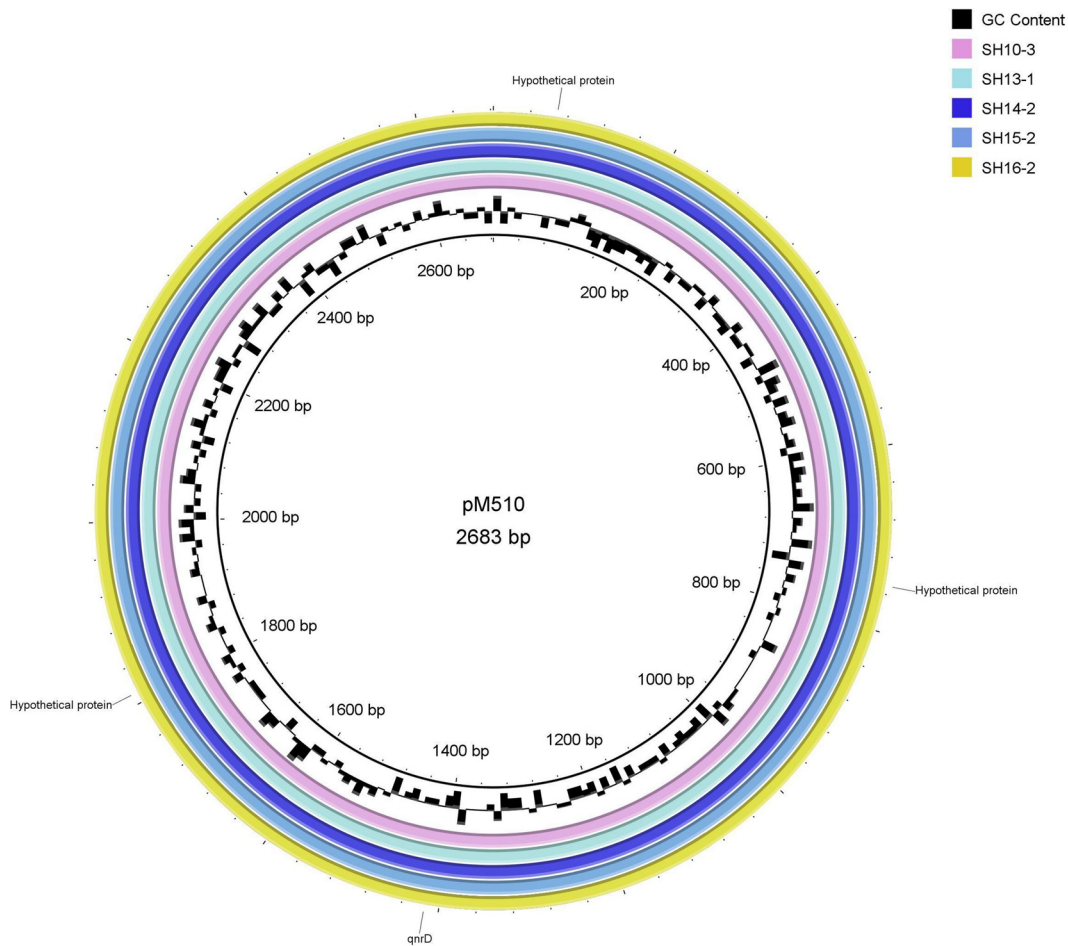 GC Content
SH10-3
SH13-1
SH14-2
SH15-2
SH16-2
Hypothetical protein
2600 bp
200 bp
2400 bp
400 bp
2200 bp
600 bp
pM510
2000 bp
2683 bp
800 bp
Hypothetical protein
1800 bp
1000 bp
Hypothetical protein
1600 bp
1200 bp
1400 bp
qnrD